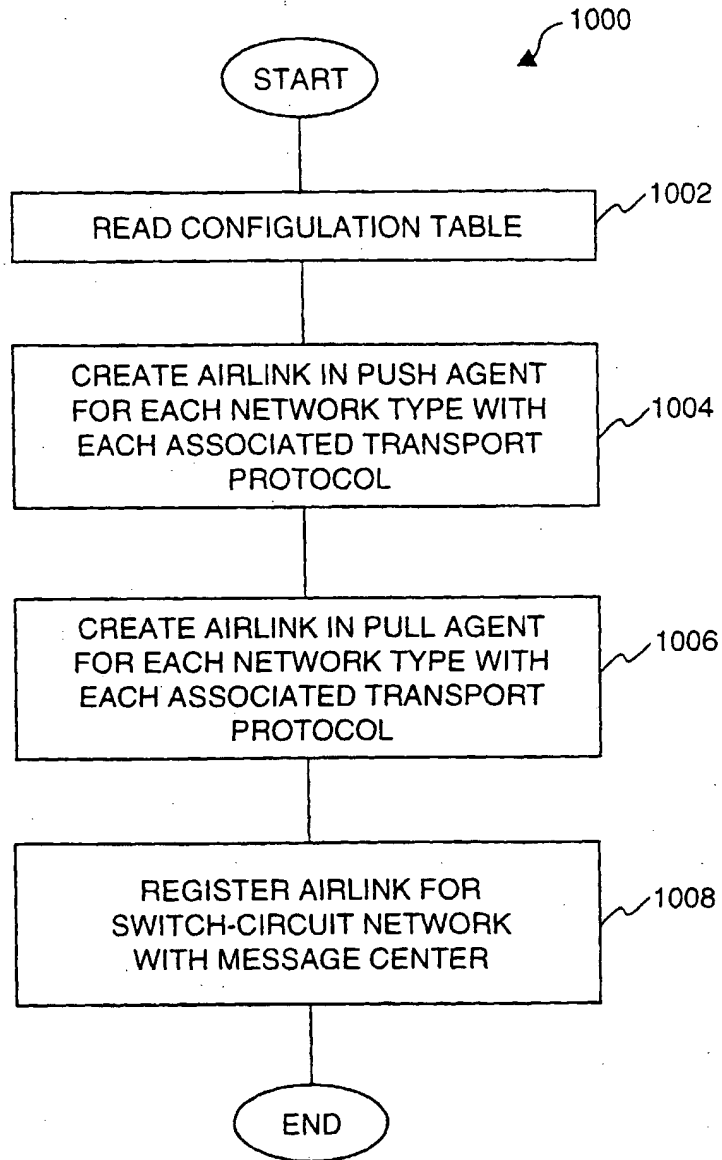 1000
START
READ CONFIGULATION TABLE
1002
CREATE AIRLINK IN PUSH AGENT
FOR EACH NETWORK TYPE WITH
EACH ASSOCIATED TRANSPORT
PROTOCOL
1004
CREATE AIRLINK IN PULL AGENT
FOR EACH NETWORK TYPE WITH
EACH ASSOCIATED TRANSPORT
PROTOCOL
1006
REGISTER AIRLINK FOR
SWITCH-CIRCUIT NETWORK
WITH MESSAGE CENTER
1008
END